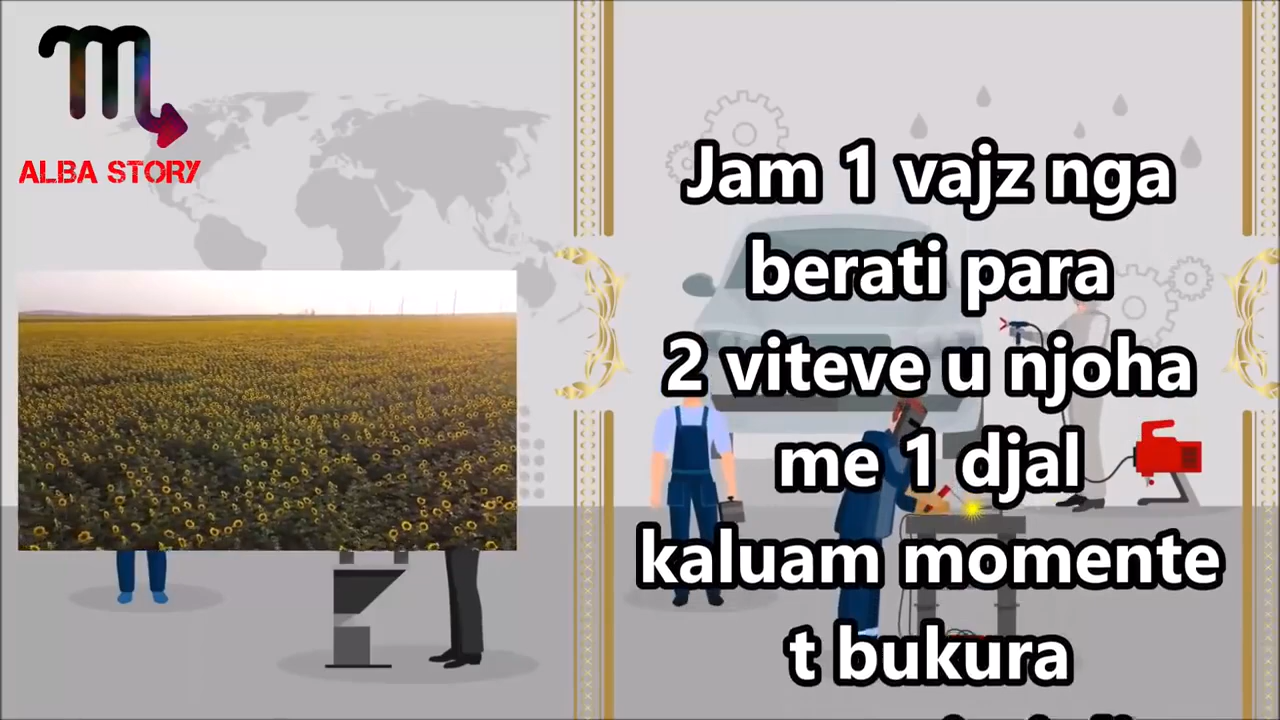 ALBA STORY
Jam 1 vajz nga
berati para
2 viteve u njoha
me 1 djal
kaluam momente
t bukura